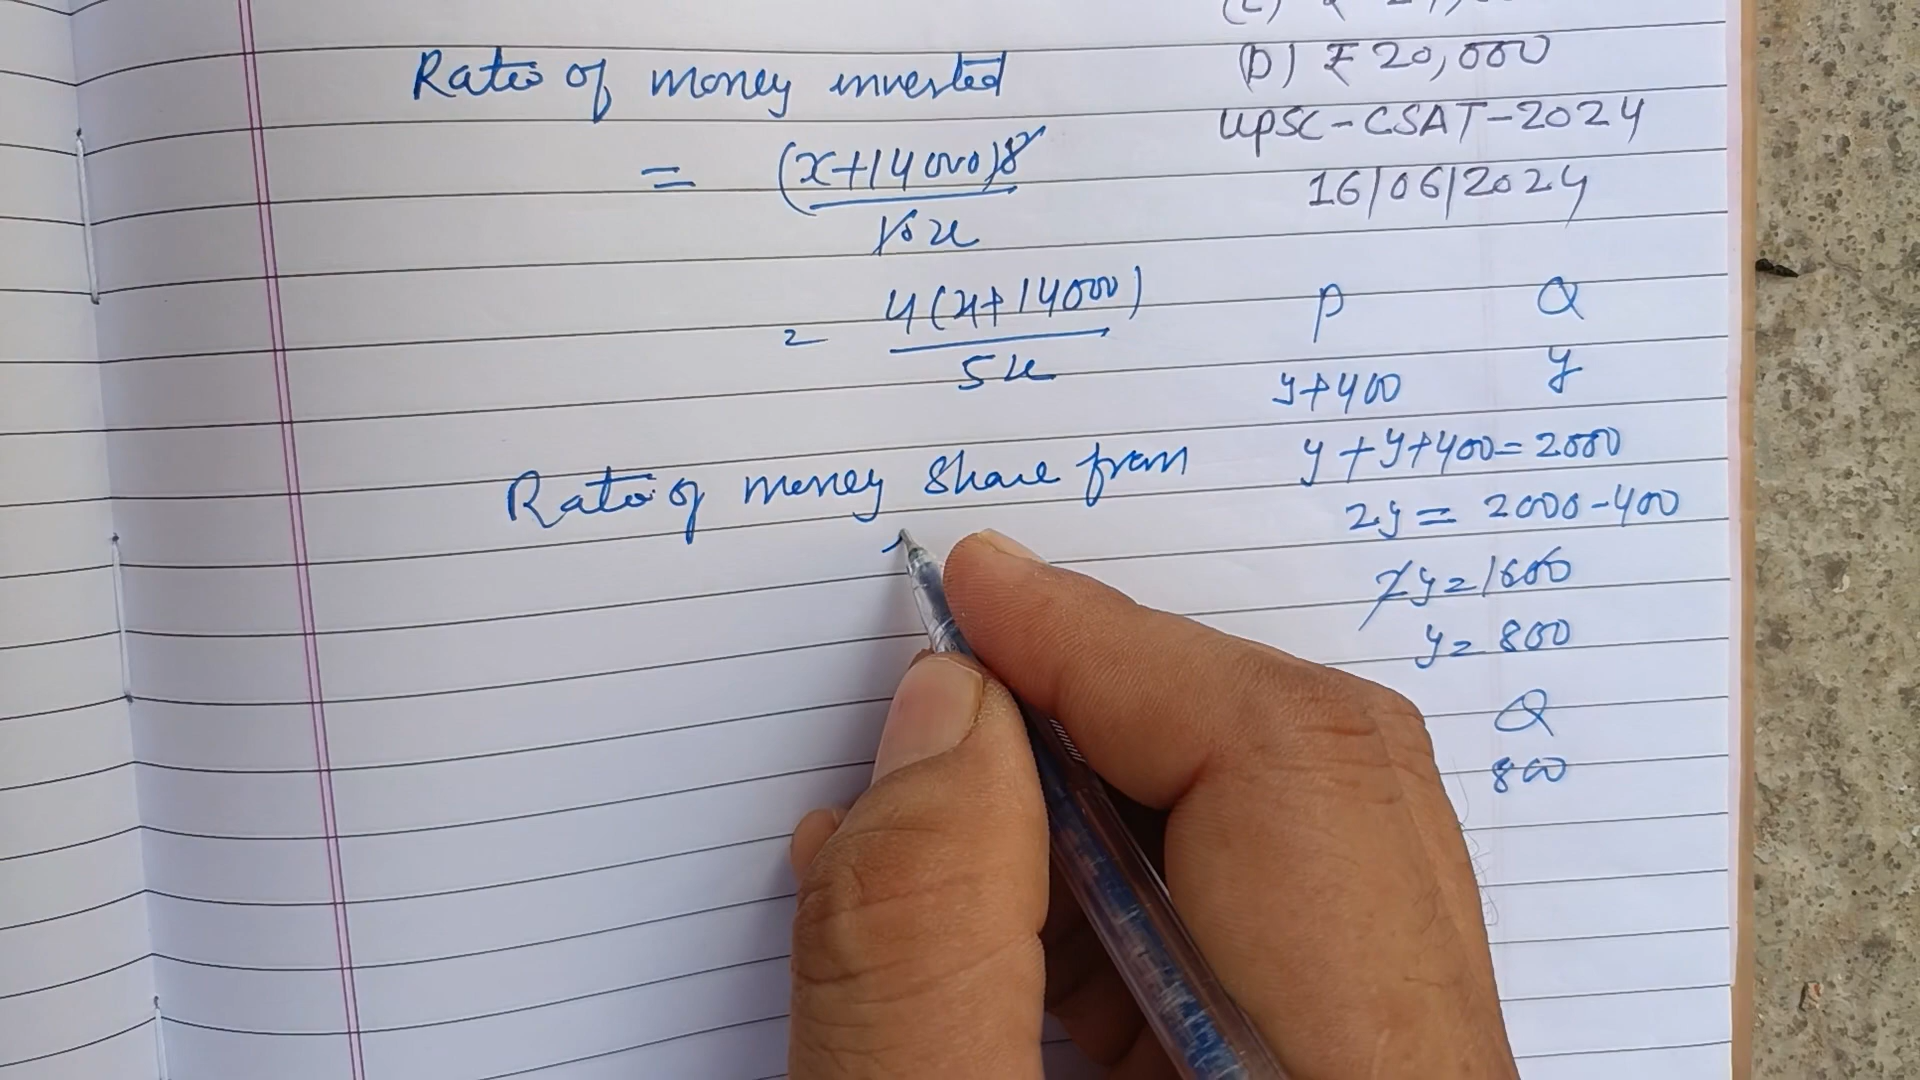 Ratio of money invested
= (x+14000)8
10x
= 4(x+14000)
5x
Ratio of money Share from
(D) ₹ 20,000
UPSC-CSAT-2024
16/06/2024
P Q
y+400 y
y+y+400=2000
2y = 2000-400
2y=1600
y=800
Q
800